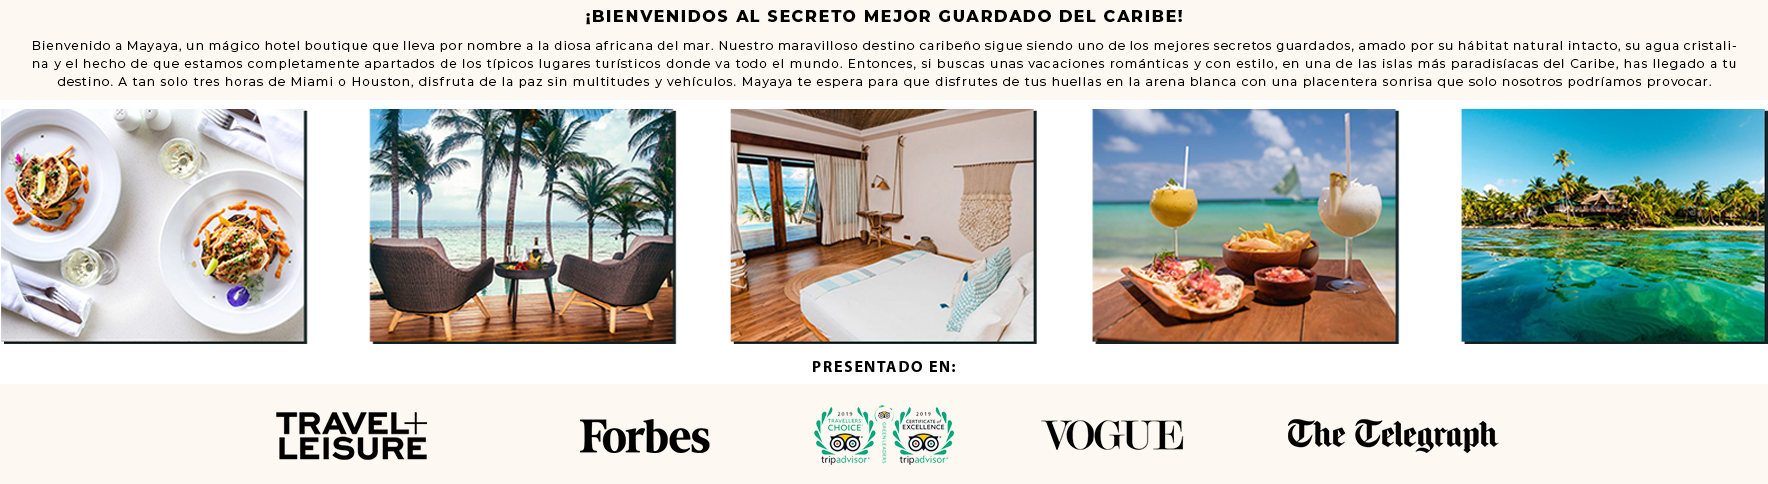 ¡BIENVENIDOS AL SECRETO MEJOR GUARDADO DEL CARIBE!
Bienvenido a Mayaya, un mágico hotel boutique que lleva por nombre a la diosa africana del mar. Nuestro maravilloso destino caribeño sigue siendo uno de los mejores secretos guardados, amado por su hábitat natural intacto, su agua cristali-
na y el hecho de que estamos completamente apartados de los típicos lugares turísticos donde va todo el mundo. Entonces, si buscas unas vacaciones románticas y con estilo, en una de las islas más paradisíacas del Caribe, has llegado a tu
destino. A tan solo tres horas de Miami o Houston, disfruta de la paz sin multitudes y vehículos. Mayaya te espera para que disfrutes de tus huellas en la arena blanca con una placentera sonrisa que solo nosotros podríamos provocar.
PRESENTADO EN:
TRAVEL+
LEISURE
Forbes
2019
TRAVELLERS'
CHOICE
tripadvisor
GREENLEADERS
2019
CERTIFICATE of
EXCELLENCE
tripadvisor
VOGUE
The Telegraph